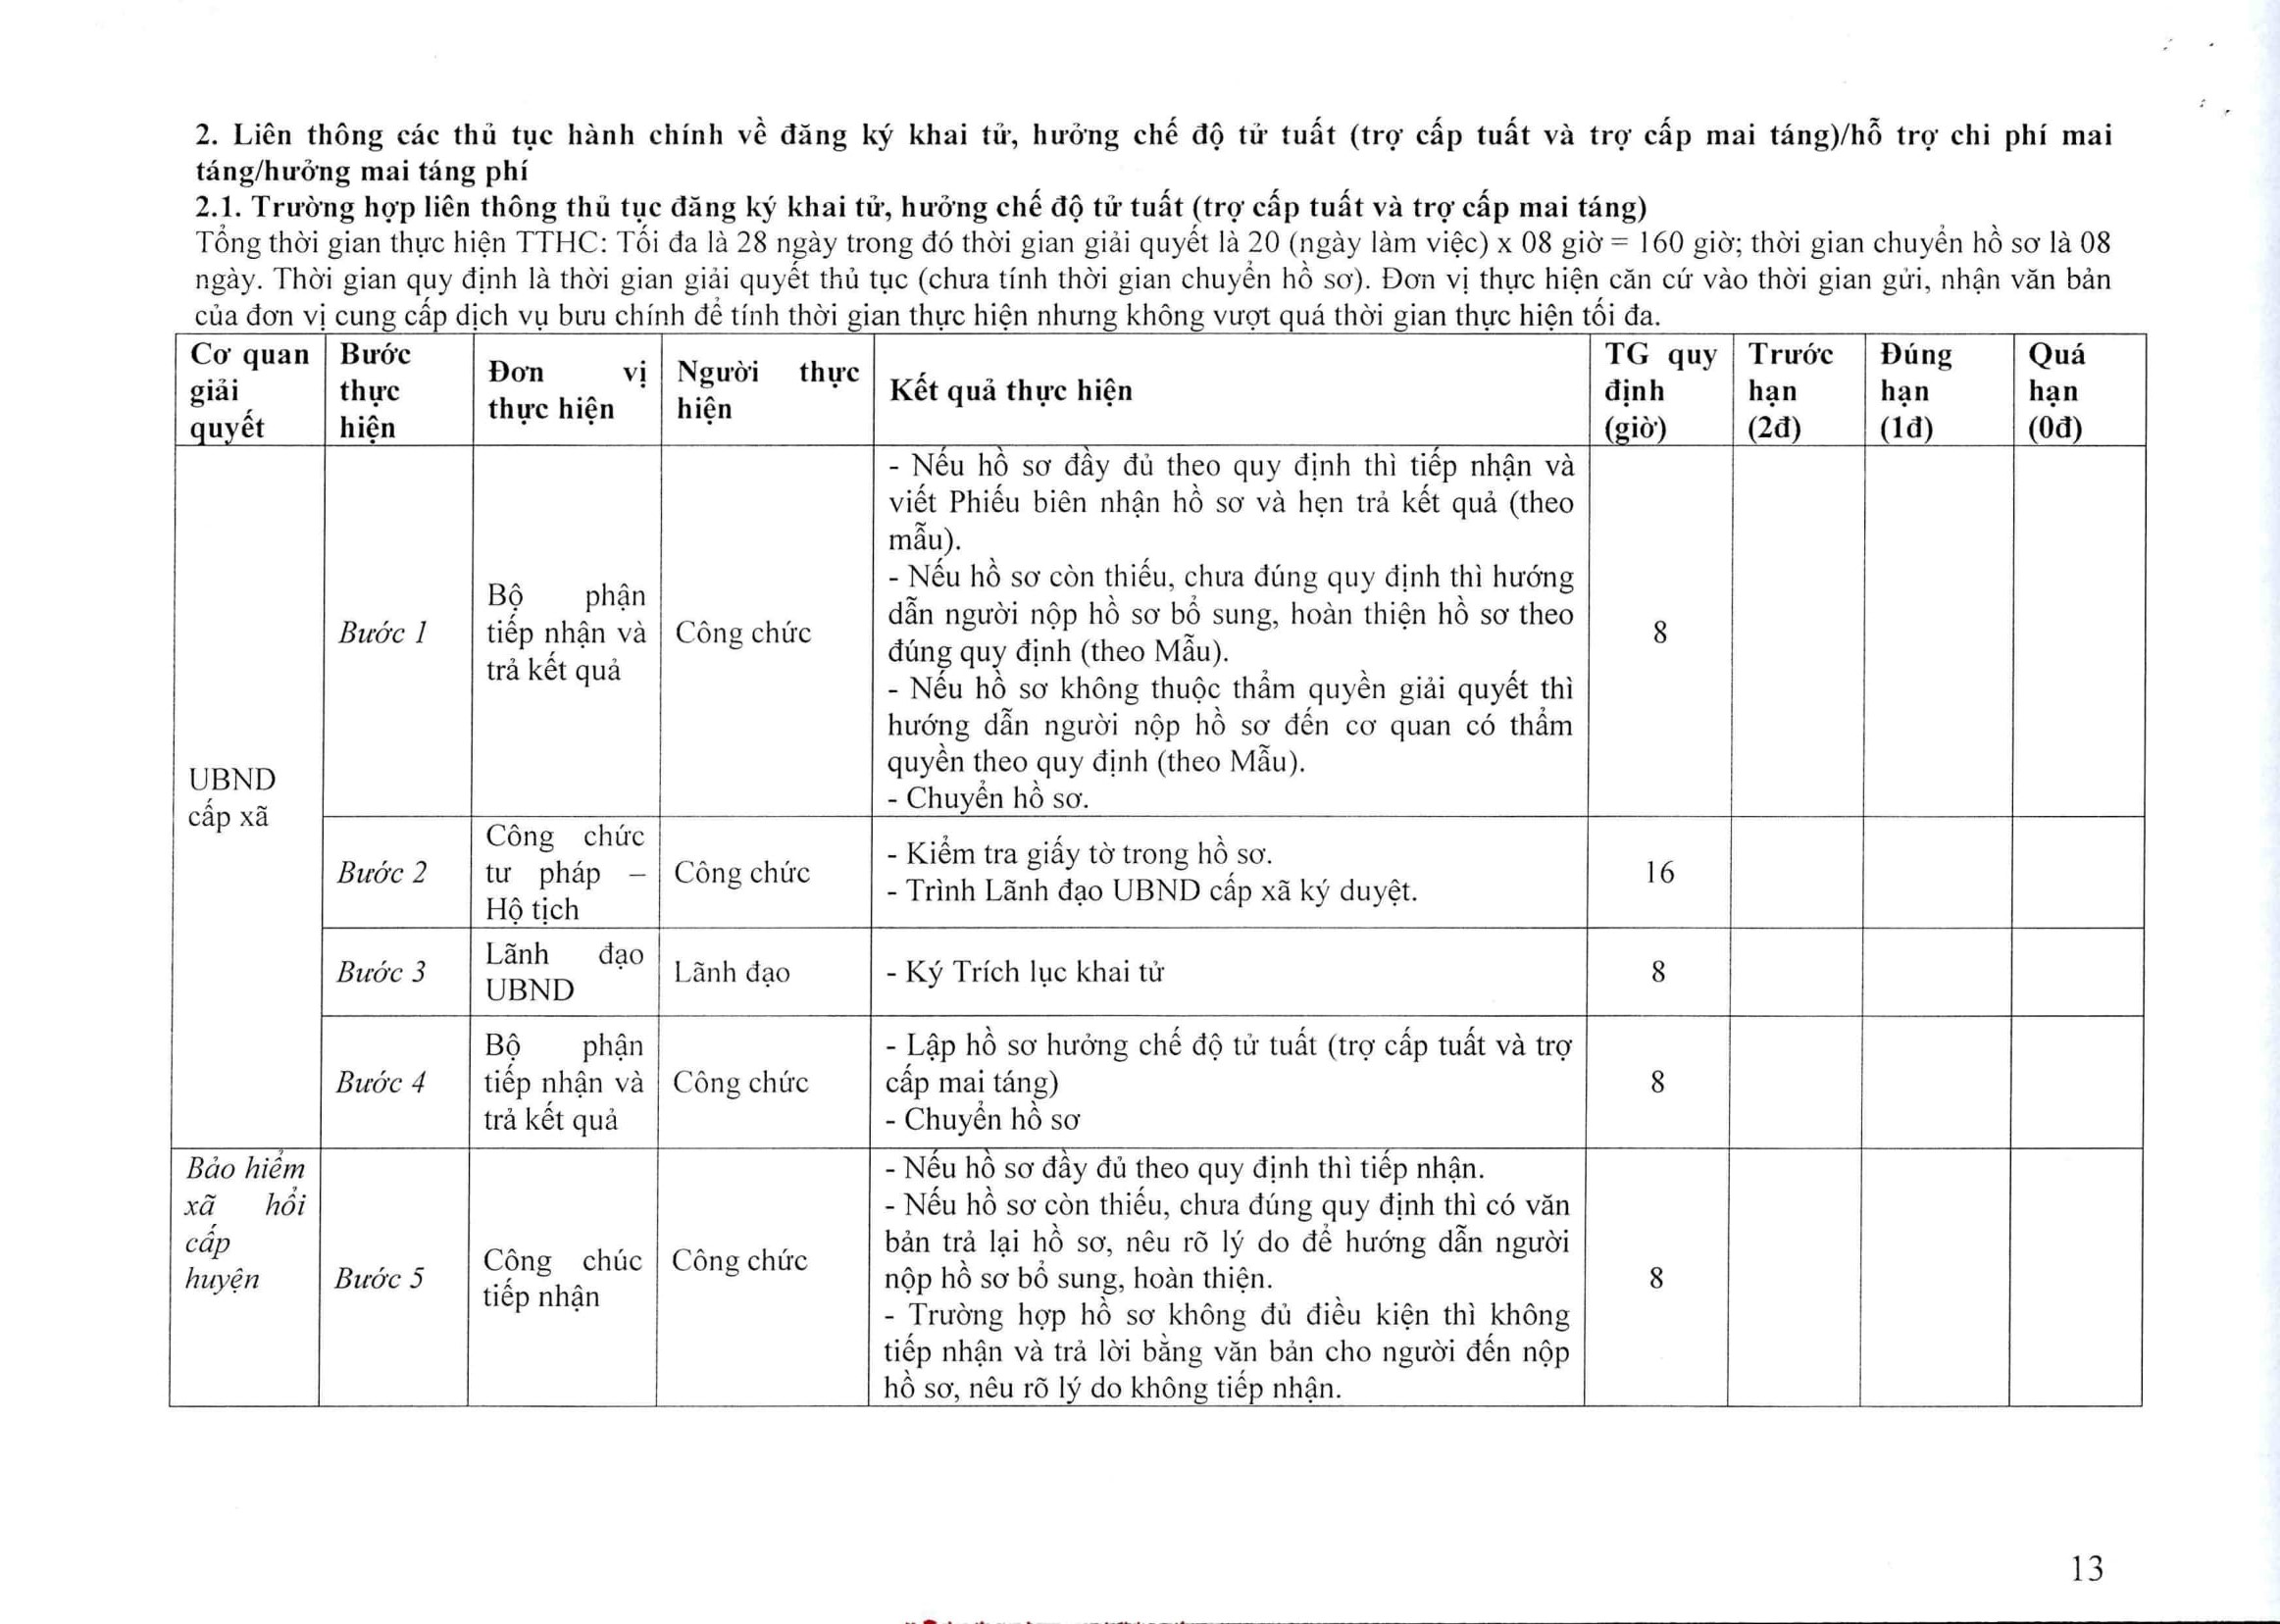 2. Liên thông các thủ tục hành chính về đăng ký khai tử, hưởng chế độ tử tuất (trợ cấp tuất và trợ cấp mai táng)/hỗ trợ chi phí mai
táng/hưởng mai táng phí
2.1. Trường hợp liên thông thủ tục đăng ký khai tử, hưởng chế độ tử tuất (trợ cấp tuất và trợ cấp mai táng)
Tổng thời gian thực hiện TTHC: Tối đa là 28 ngày trong đó thời gian giải quyết là 20 (ngày làm việc) x 08 giờ = 160 giờ; thời gian chuyển hồ sơ là 08
ngày. Thời gian quy định là thời gian giải quyết thủ tục (chưa tính thời gian chuyển hồ sơ). Đơn vị thực hiện căn cứ vào thời gian gửi, nhận văn bản
của đơn vị cung cấp dịch vụ bưu chính để tính thời gian thực hiện nhưng không vượt quá thời gian thực hiện tối đa.
Cơ quan
giải
quyết
Bước
thực
hiện
Đơn vị
thực hiện
Người thực
hiện
Kết quả thực hiện
TG quy
định
(giờ)
Trước
hạn
(2đ)
Đúng
hạn
(1đ)
Quá
hạn
(0đ)
UBND
cấp xã
Bước 1
Bộ phận
tiếp nhận và
trả kết quả
Công chức
- Nếu hồ sơ đầy đủ theo quy định thì tiếp nhận và
viết Phiếu biên nhận hồ sơ và hẹn trả kết quả (theo
mẫu).
- Nếu hồ sơ còn thiếu, chưa đúng quy định thì hướng
dẫn người nộp hồ sơ bổ sung, hoàn thiện hồ sơ theo
đúng quy định (theo Mẫu).
- Nếu hồ sơ không thuộc thẩm quyền giải quyết thì
hướng dẫn người nộp hồ sơ đến cơ quan có thẩm
quyền theo quy định (theo Mẫu).
- Chuyển hồ sơ.
8
Bước 2
Công chức
tư pháp –
Hộ tịch
Công chức
- Kiểm tra giấy tờ trong hồ sơ.
- Trình Lãnh đạo UBND cấp xã ký duyệt.
16
Bước 3
Lãnh đạo
UBND
Lãnh đạo
- Ký Trích lục khai tử
8
Bước 4
Bộ phận
tiếp nhận và
trả kết quả
Công chức
- Lập hồ sơ hưởng chế độ tử tuất (trợ cấp tuất và trợ
cấp mai táng)
- Chuyển hồ sơ
8
Bảo hiểm
xã hổi
cấp
huyện
Bước 5
Công chúc
tiếp nhận
Công chức
- Nếu hồ sơ đầy đủ theo quy định thì tiếp nhận.
- Nếu hồ sơ còn thiếu, chưa đúng quy định thì có văn
bản trả lại hồ sơ, nêu rõ lý do để hướng dẫn người
nộp hồ sơ bổ sung, hoàn thiện.
- Trường hợp hồ sơ không đủ điều kiện thì không
tiếp nhận và trả lời bằng văn bản cho người đến nộp
hồ sơ, nêu rõ lý do không tiếp nhận.
8
13